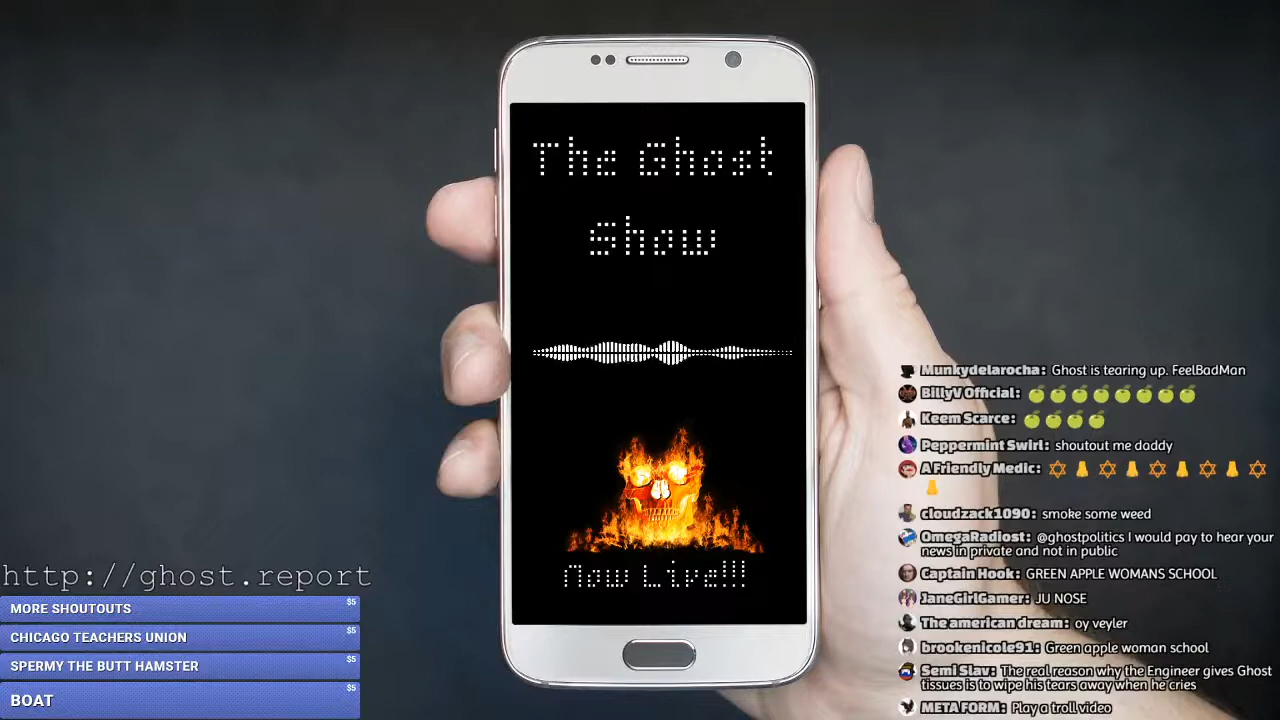 The Ghost
Show
Now Live!!!
http://ghost.report
MORE SHOUTOUTS $5
CHICAGO TEACHERS UNION $5
SPERMY THE BUTT HAMSTER $5
BOAT $5
Munkydelarocha: Ghost is tearing up. FeelBadMan
BillyV Official: 🍏🍏🍏🍏🍏🍏🍏
Keem Scarce: 🍏🍏🍏🍏
Peppermint Swirl: shoutout me daddy
A Friendly Medic: 🔯👃🔯👃🔯👃🔯👃🔯
👃
cloudzack1090: smoke some weed
OmegaRadiost: @ghostpolitics I would pay to hear your
news in private and not in public
Captain Hook: GREEN APPLE WOMANS SCHOOL
JaneGirlGamer: JU NOSE
The american dream: oy veyler
brookenicole91: Green apple woman school
Semi Slav: The real reason why the Engineer gives Ghost
tissues is to wipe his tears away when he cries
META FORM: Play a troll video